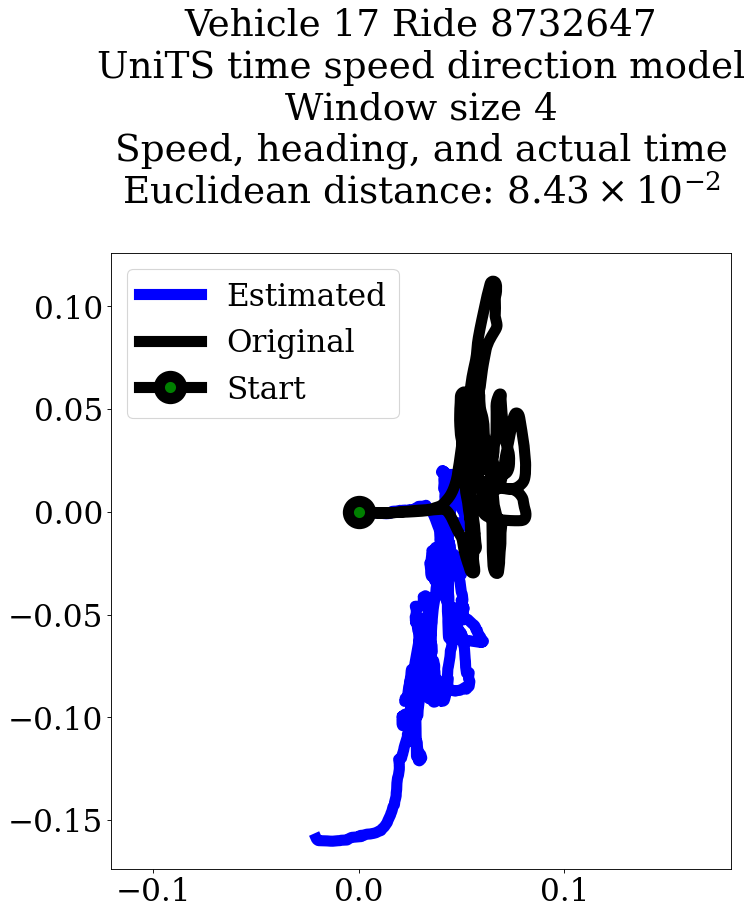 Vehicle 17 Ride 8732647
UniTS time speed direction model
Window size 4
Speed, heading, and actual time
Euclidean distance: 8.43 × 10⁻²
Estimated
Original
Start
0.10
0.05
0.00
−0.05
−0.10
−0.15
−0.1 0.0 0.1